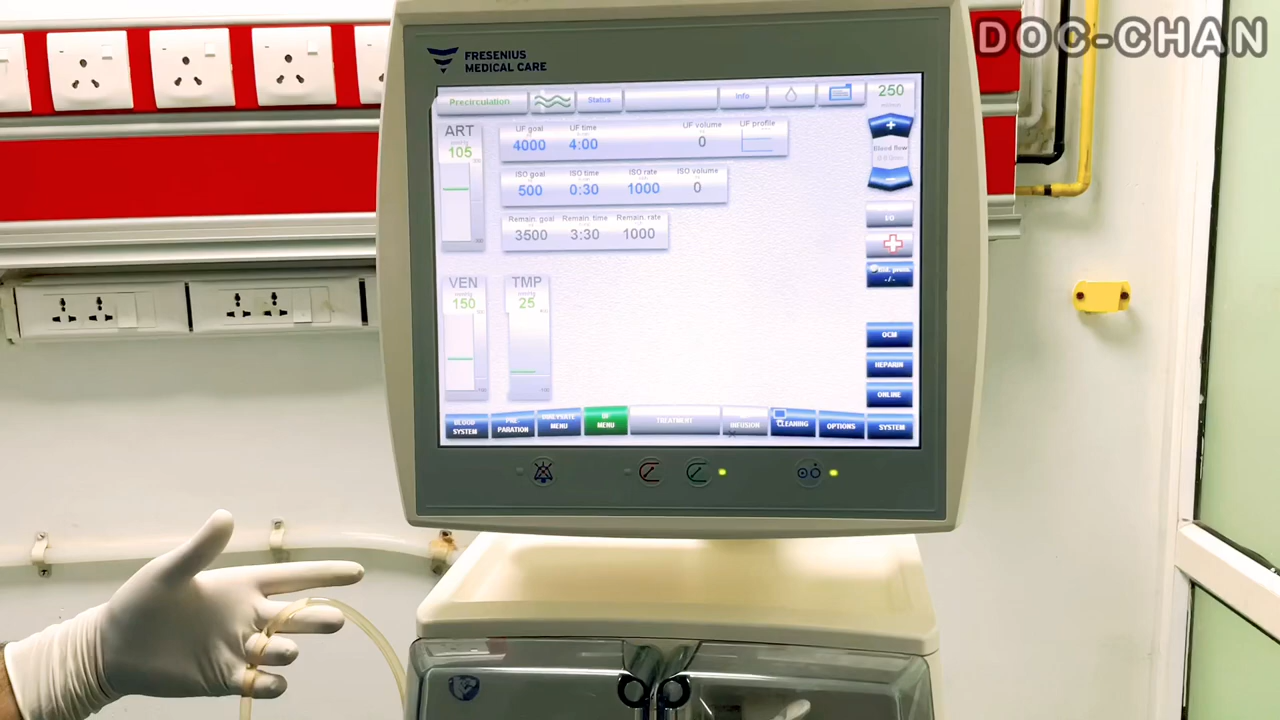 DOC-CHAN
FRESENIUS
MEDICAL CARE
Precirculation
Status
Info
250
ART
105
UF goal UF time UF volume UF profile
4000 4:00 0
ISO goal ISO time ISO rate ISO volume
500 0:30 1000 0
Remain. goal Remain. time Remain. rate
3500 3:30 1000
+
Blood flow
-
I/O
-/-
VEN
150
TMP
25
OCM
HEPARIN
ONLINE
BLOOD SYSTEM
PRE-
PARATION
DIALYSATE
MENU
UF
MENU
TREATMENT
INFUSION
CLEANING
OPTIONS
SYSTEM